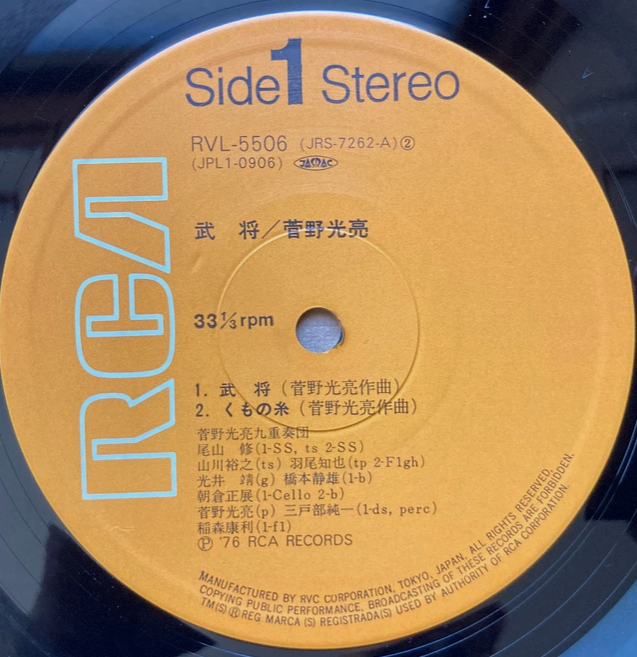 Side 1 Stereo
RVL-5506 (JRS-7262-A)②
(JPL1-0906) JASRAC
RCA
武 将/菅野光亮
33⅓rpm
1. 武 将(菅野光亮作曲)
2. くもの糸(菅野光亮作曲)
菅野光亮九重奏団
尾山 修(1-SS, ts 2-SS)
山川裕之(ts) 羽尾知也(tp 2-F1gh)
光井 靖(g) 橋本静雄(1-b)
朝倉正展(1-Cello 2-b)
菅野光亮(p) 三戸部純一(1-ds, perc)
稲森康利(1-f1)
Ⓟ '76 RCA RECORDS
MANUFACTURED BY RVC CORPORATION, TOKYO, JAPAN. ALL RIGHTS RESERVED.
COPYING PUBLIC PERFORMANCE, BROADCASTING OF THESE RECORDS ARE FORBIDDEN.
TM(S)®REG MARCA (S) REGISTRADA(S) USED BY AUTHORITY OF RCA CORPORATION.